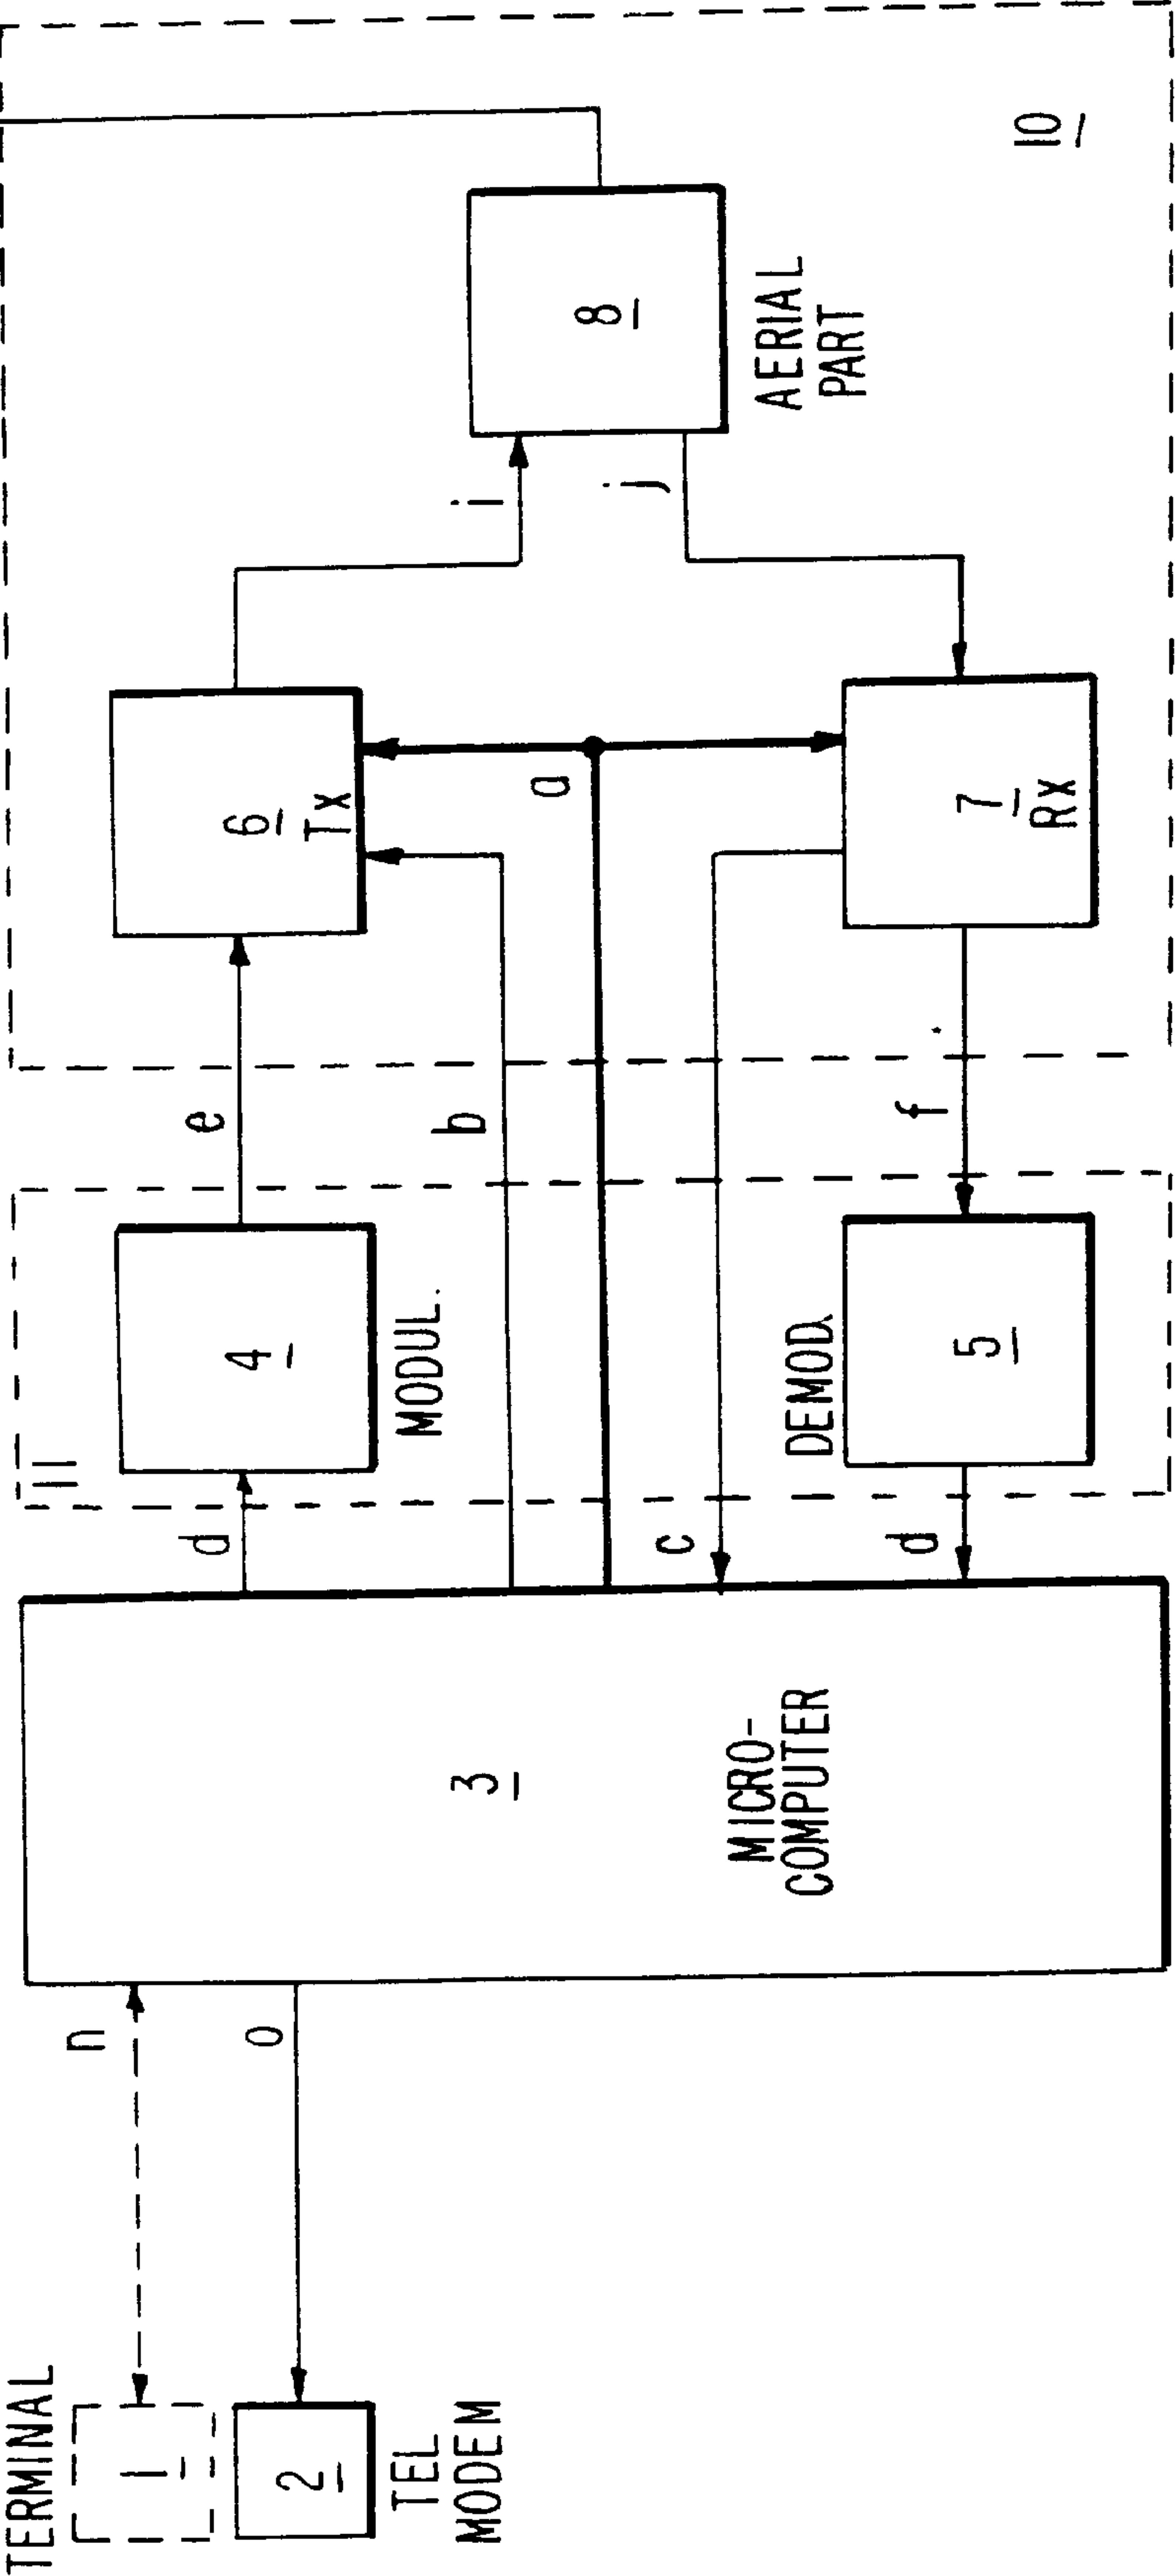 TERMINAL
1
n
2
TEL
MODEM
o
3
MICRO-
COMPUTER
d
11
4
MODUL.
e
b
a
c
d
DEMOD.
5
f
6
Tx
7
Rx
i
j
8
AERIAL
PART
10